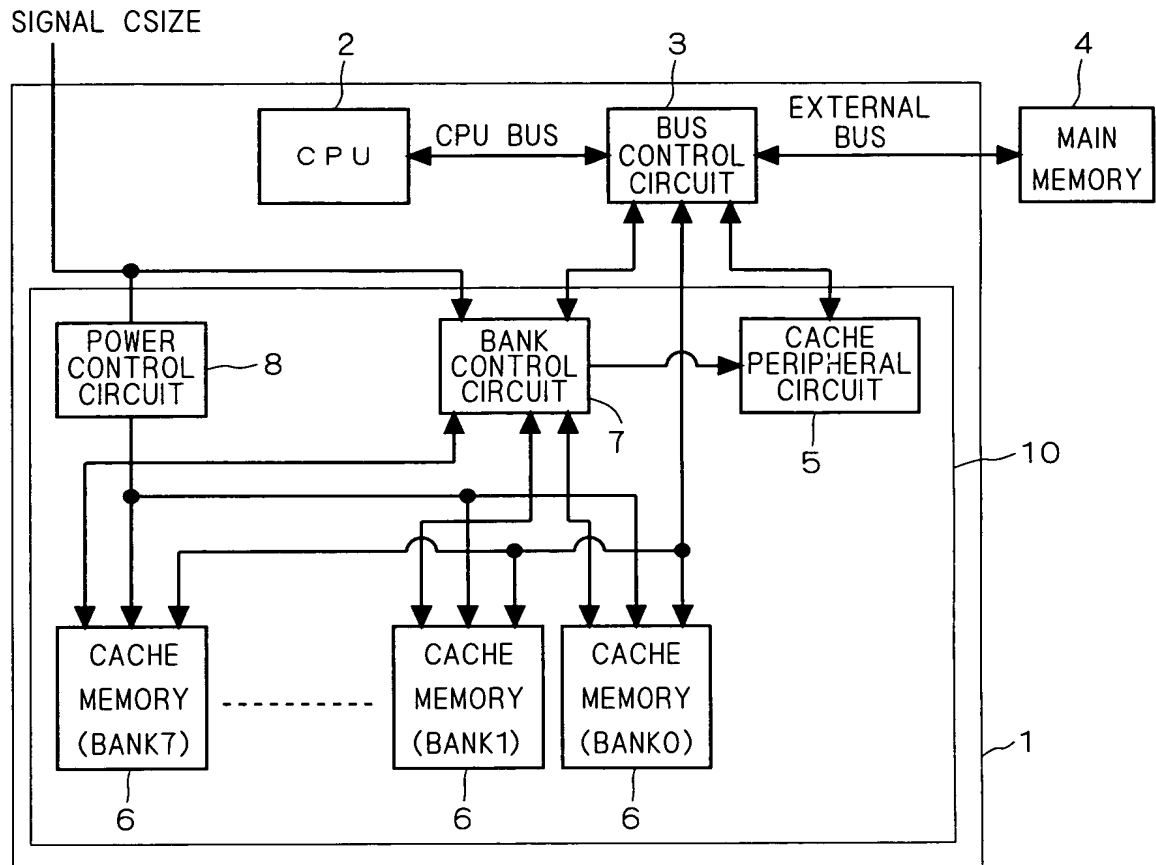 SIGNAL CSIZE
2
3
4
CPU
CPU BUS
BUS
CONTROL
CIRCUIT
EXTERNAL
BUS
MAIN
MEMORY
POWER
CONTROL
CIRCUIT
8
BANK
CONTROL
CIRCUIT
7
CACHE
PERIPHERAL
CIRCUIT
5
10
CACHE
MEMORY
(BANK7)
6
CACHE
MEMORY
(BANK1)
6
CACHE
MEMORY
(BANK0)
6
1